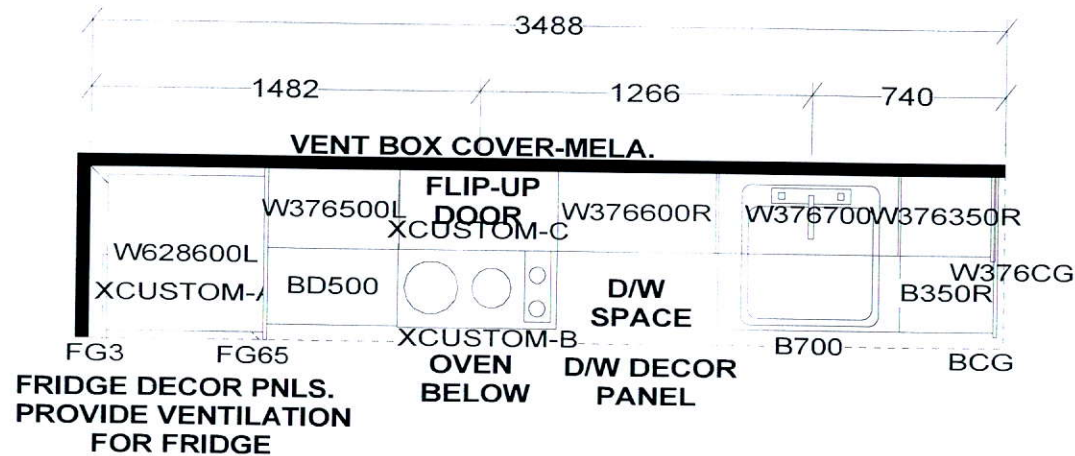 3488
1482 1266 740
VENT BOX COVER-MELA.
FLIP-UP
DOOR
W376500L W376600R W376700 W376350R
XCUSTOM-C
W628600L
XCUSTOM-A
BD500
D/W
SPACE
W376CG
B350R
XCUSTOM-B
B700
FG3 FG65
OVEN
BELOW
D/W DECOR
PANEL
BCG
FRIDGE DECOR PNLS.
PROVIDE VENTILATION
FOR FRIDGE